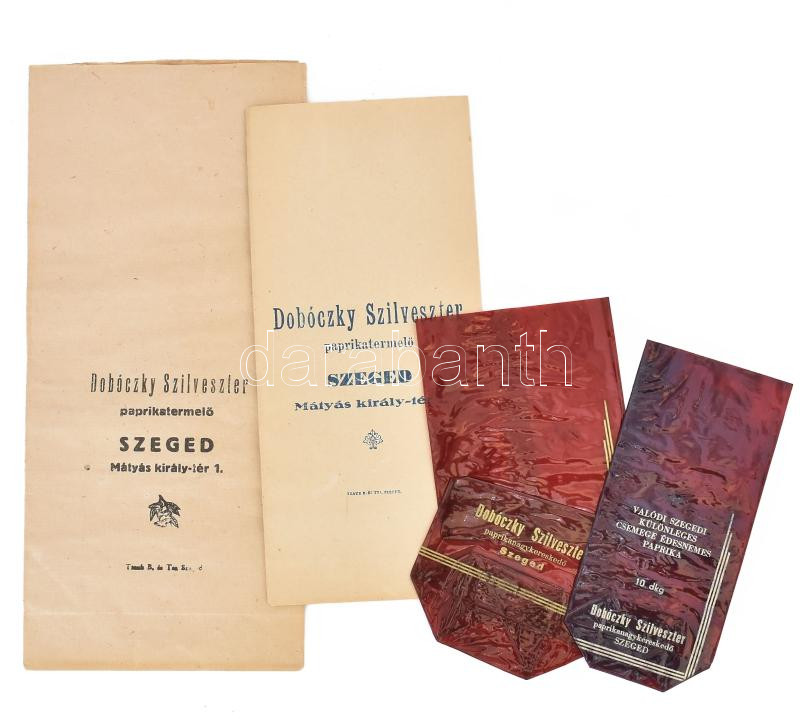 Dobóczky Szilveszter
paprikatermelő
SZEGED
Mátyás király-tér 1.
Dobóczky Szilveszter
paprikatermelő
SZEGED
Mátyás király-
darabanth
Dobóczky Szilveszter
paprikanagykereskedő
Szeged
VALÓDI SZEGEDI
KÜLÖNLEGES
CSEMEGE ÉDESNEMES
PAPRIKA
10. dkg
Dobóczky Szilveszter
paprikanagykereskedő
SZEGED